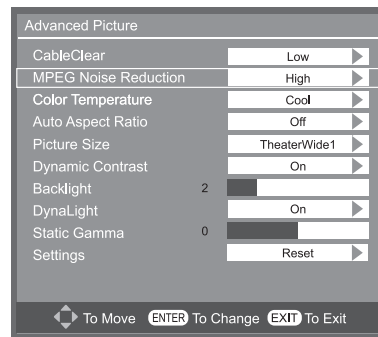 Advanced Picture
CableClear Low
MPEG Noise Reduction High
Color Temperature Cool
Auto Aspect Ratio Off
Picture Size TheaterWide1
Dynamic Contrast On
Backlight 2
DynaLight On
Static Gamma 0
Settings Reset
To Move ENTER To Change EXIT To Exit